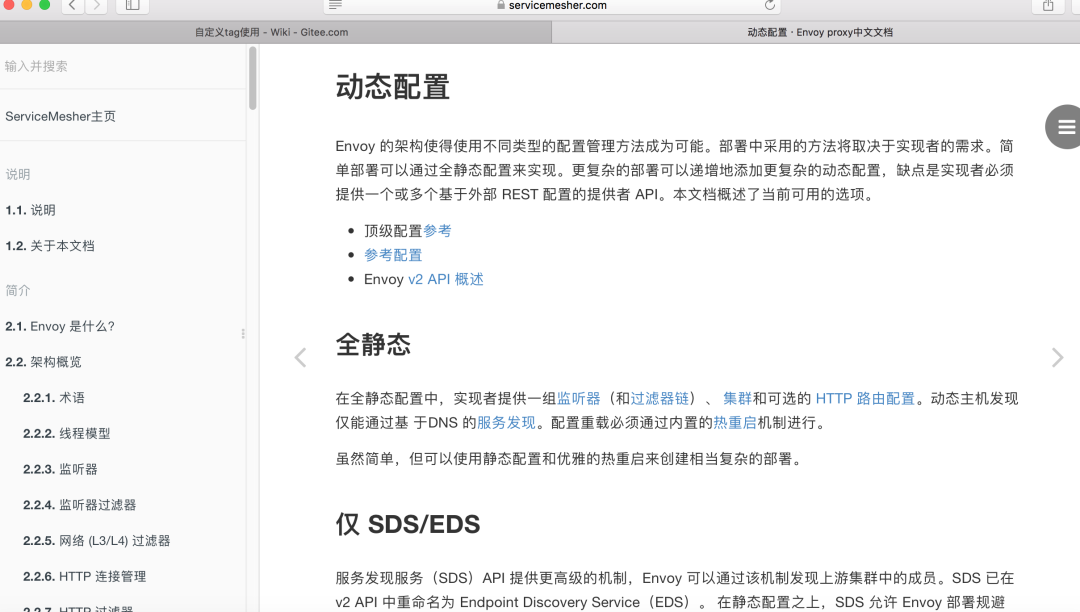 servicemesher.com
自定义tag使用 - Wiki - Gitee.com
动态配置 · Envoy proxy中文文档
输入并搜索
ServiceMesher主页
说明
1.1. 说明
1.2. 关于本文档
简介
2.1. Envoy 是什么?
2.2. 架构概览
2.2.1. 术语
2.2.2. 线程模型
2.2.3. 监听器
2.2.4. 监听器过滤器
2.2.5. 网络 (L3/L4) 过滤器
2.2.6. HTTP 连接管理
2.2.7. HTTP 过滤器
动态配置
Envoy 的架构使得使用不同类型的配置管理方法成为可能。部署中采用的方法将取决于实现者的需求。简
单部署可以通过全静态配置来实现。更复杂的部署可以递增地添加更复杂的动态配置，缺点是实现者必须
提供一个或多个基于外部 REST 配置的提供者 API。本文档概述了当前可用的选项。
• 顶级配置参考
• 参考配置
• Envoy v2 API 概述
全静态
在全静态配置中，实现者提供一组监听器（和过滤器链）、 集群和可选的 HTTP 路由配置。动态主机发现
仅能通过基 于DNS 的服务发现。配置重载必须通过内置的热重启机制进行。
虽然简单，但可以使用静态配置和优雅的热重启来创建相当复杂的部署。
仅 SDS/EDS
服务发现服务（SDS）API 提供更高级的机制，Envoy 可以通过该机制发现上游集群中的成员。SDS 已在
v2 API 中重命名为 Endpoint Discovery Service（EDS）。 在静态配置之上，SDS 允许 Envoy 部署规避